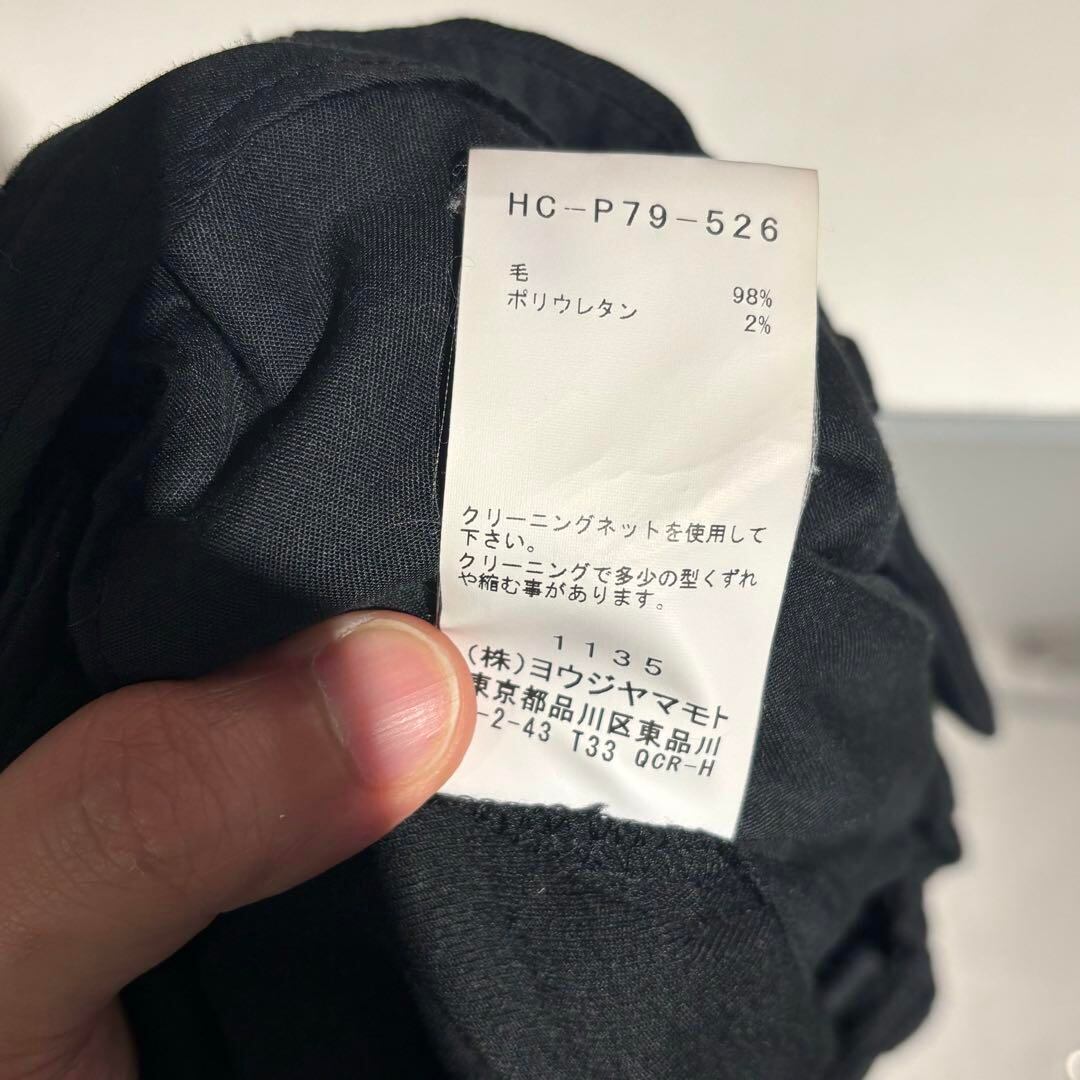 HC-P79-526
毛 98%
ポリウレタン 2%
クリーニングネットを使用して
下さい。
クリーニングで多少の型くずれ
や縮む事があります。
1135
(株)ヨウジヤマモト
東京都品川区東品川
-2-43 T33 QCR-H